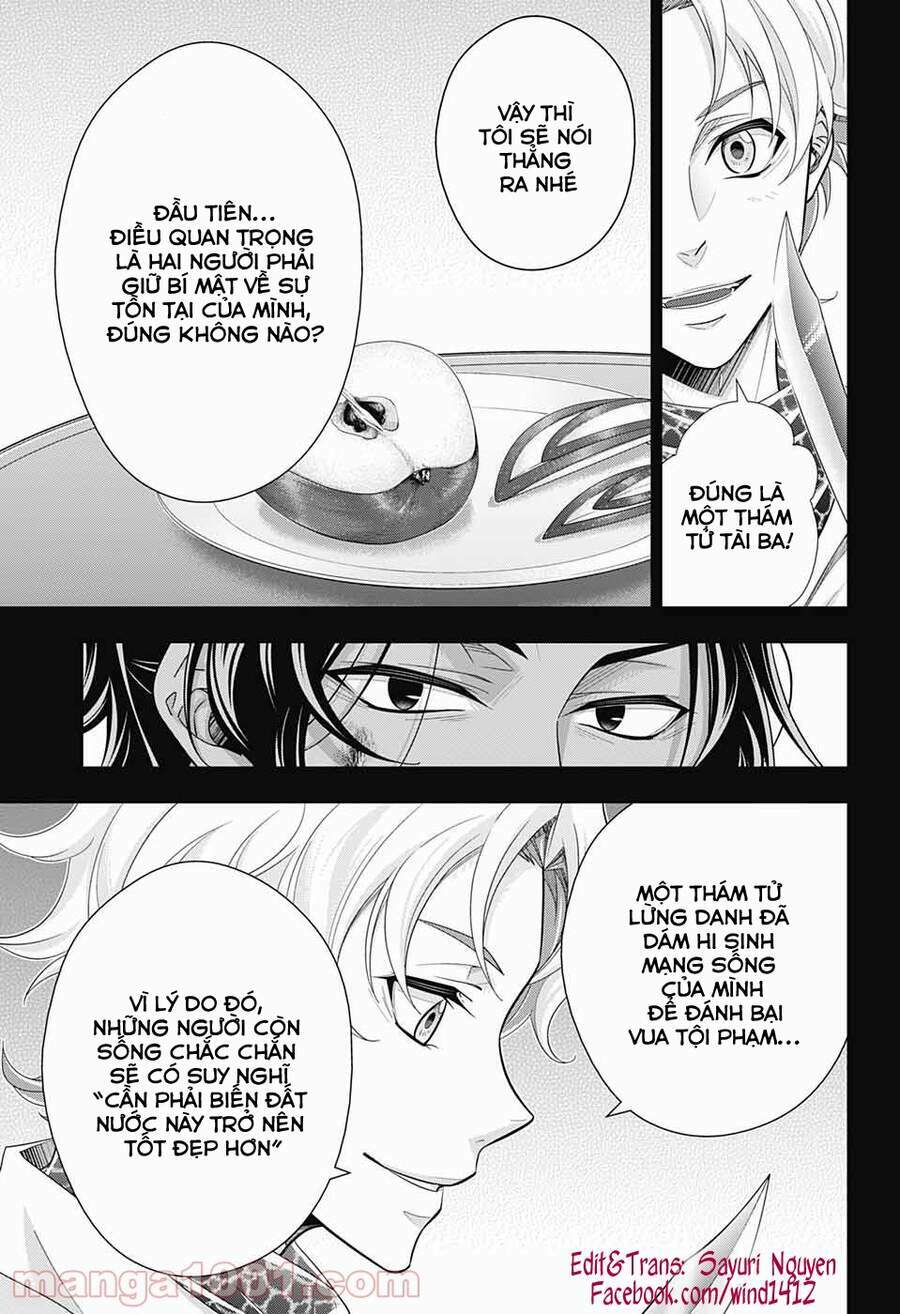 ĐÚNG LÀ
MỘT THÁM
TỬ TÀI BA!
VẬY THÌ
TÔI SẼ NÓI
THẲNG
RA NHÉ
ĐẦU TIÊN...
ĐIỀU QUAN TRỌNG
LÀ HAI NGƯỜI PHẢI
GIỮ BÍ MẬT VỀ SỰ
TỒN TẠI CỦA MÌNH,
ĐÚNG KHÔNG NÀO?
MỘT THÁM TỬ
LỪNG DANH ĐÃ
DÁM HI SINH
MẠNG SỐNG
CỦA MÌNH
ĐỂ ĐÁNH BẠI
VUA TỘI PHẠM...
VÌ LÝ DO ĐÓ,
NHỮNG NGƯỜI CÒN
SỐNG CHẮC CHẮN
SẼ CÓ SUY NGHĨ
"CẦN PHẢI BIẾN ĐẤT
NƯỚC NÀY TRỞ NÊN
TỐT ĐẸP HƠN"
manga1001.com
Edit&Trans: Sayuri Nguyen
Facebook.com/wind1412